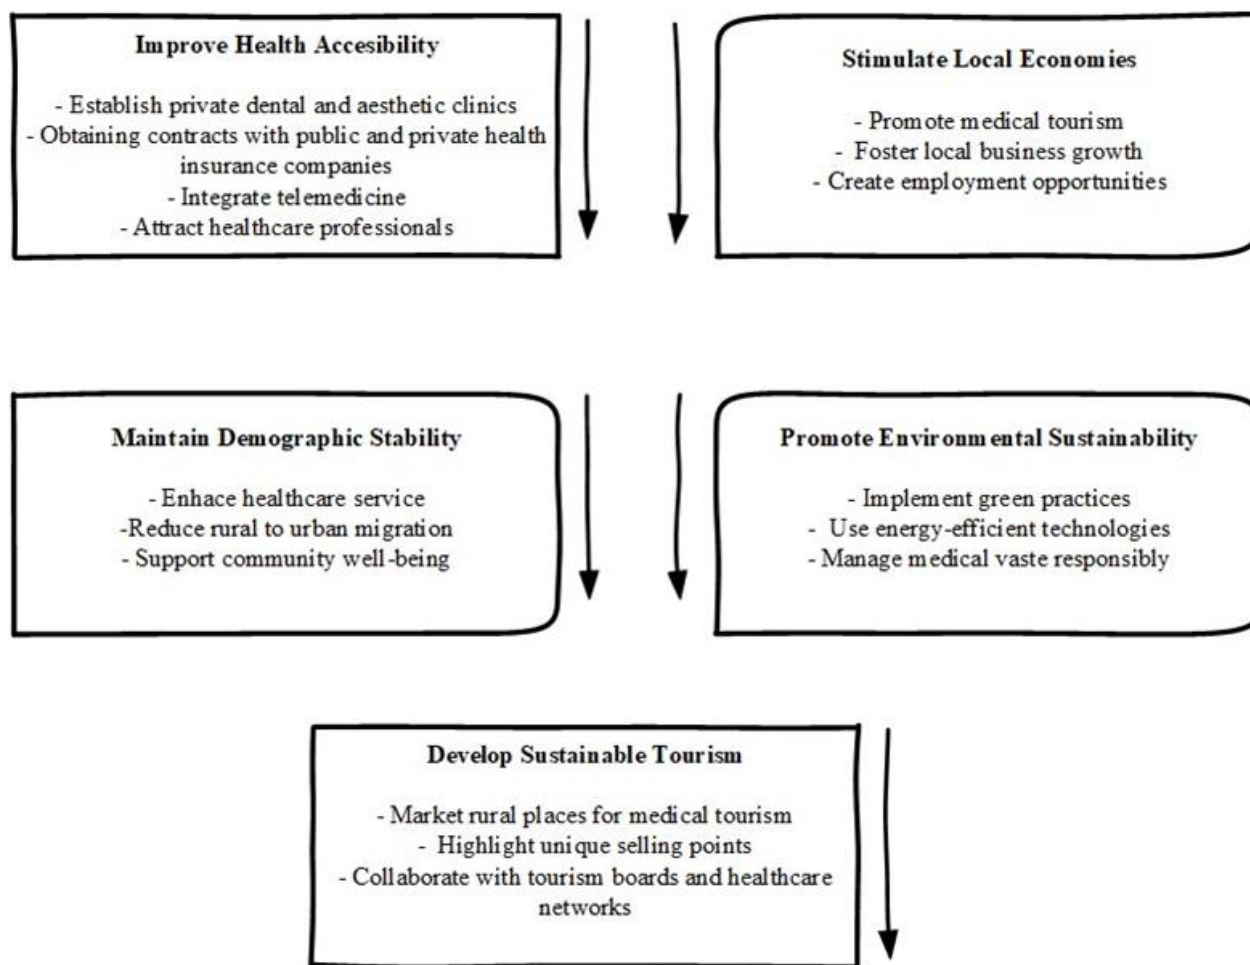 Improve Health Accesibility
- Establish private dental and aesthetic clinics
- Obtaining contracts with public and private health
insurance companies
- Integrate telemedicine
- Attract healthcare professionals
Stimulate Local Economies
- Promote medical tourism
- Foster local business growth
- Create employment opportunities
Maintain Demographic Stability
- Enhace healthcare service
-Reduce rural to urban migration
- Support community well-being
Promote Environmental Sustainability
- Implement green practices
- Use energy-efficient technologies
- Manage medical vaste responsibly
Develop Sustainable Tourism
- Market rural places for medical tourism
- Highlight unique selling points
- Collaborate with tourism boards and healthcare
networks